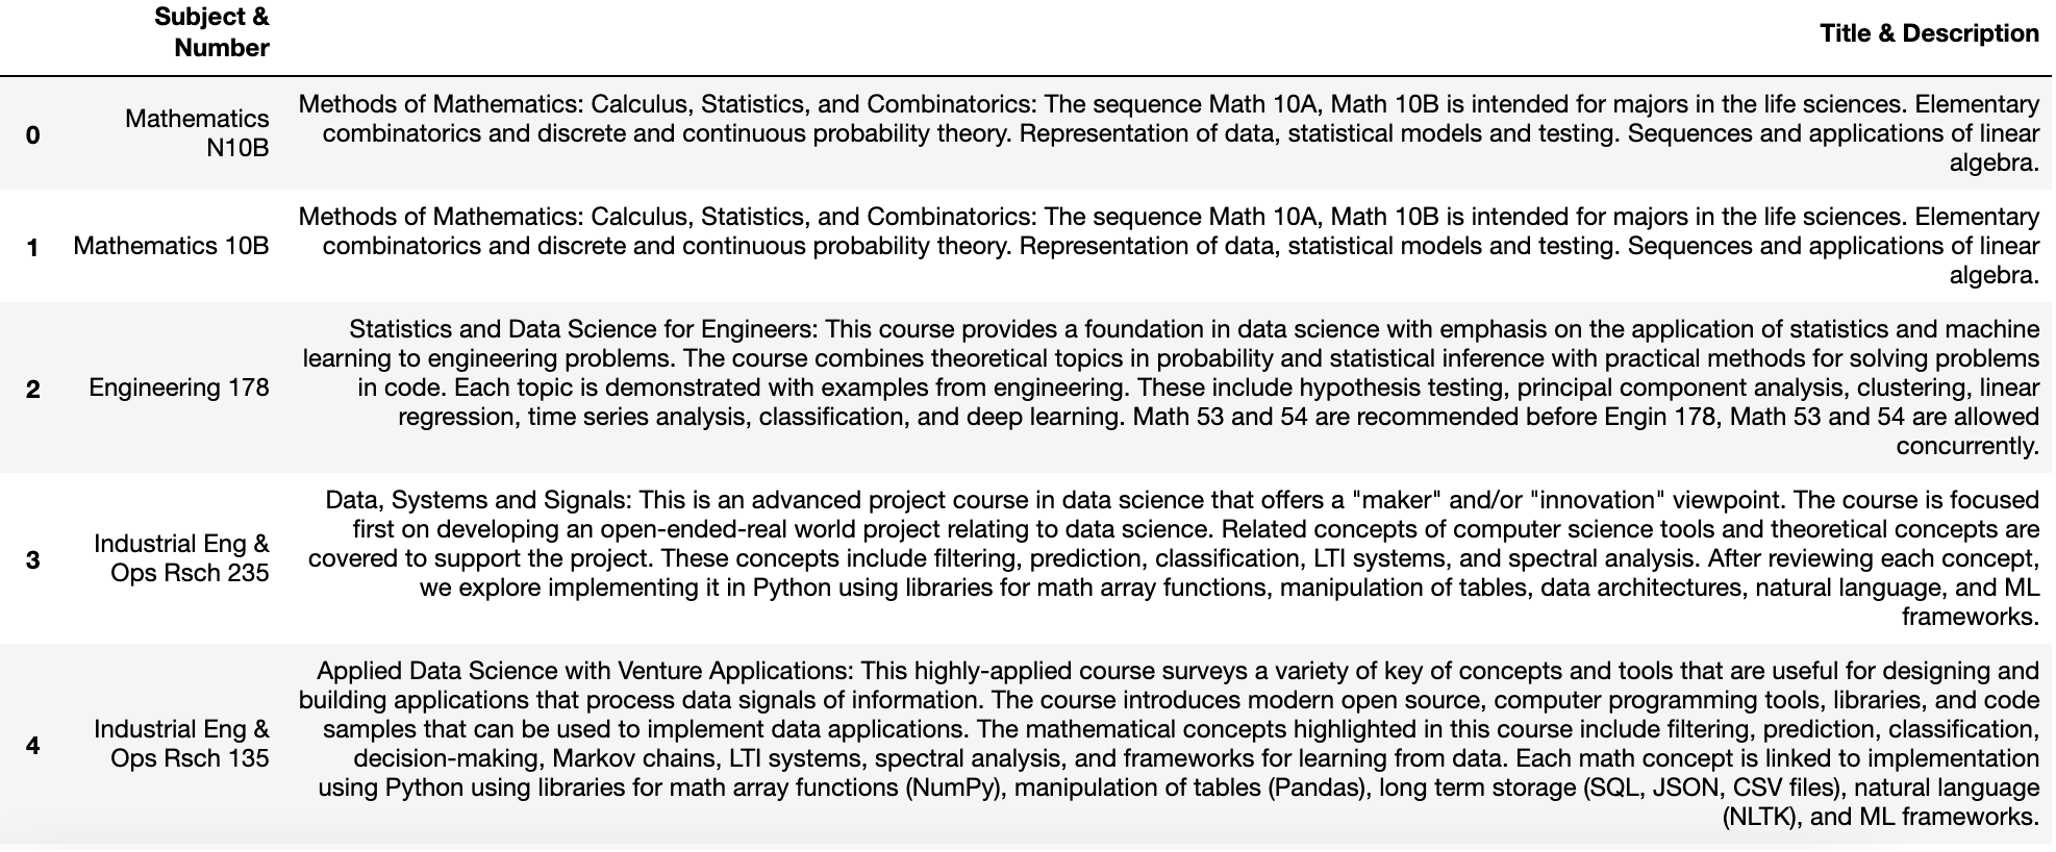 Subject &
Number
Title & Description
0
Mathematics
N10B
Methods of Mathematics: Calculus, Statistics, and Combinatorics: The sequence Math 10A, Math 10B is intended for majors in the life sciences. Elementary
combinatorics and discrete and continuous probability theory. Representation of data, statistical models and testing. Sequences and applications of linear
algebra.
1
Mathematics 10B
Methods of Mathematics: Calculus, Statistics, and Combinatorics: The sequence Math 10A, Math 10B is intended for majors in the life sciences. Elementary
combinatorics and discrete and continuous probability theory. Representation of data, statistical models and testing. Sequences and applications of linear
algebra.
2
Engineering 178
Statistics and Data Science for Engineers: This course provides a foundation in data science with emphasis on the application of statistics and machine
learning to engineering problems. The course combines theoretical topics in probability and statistical inference with practical methods for solving problems
in code. Each topic is demonstrated with examples from engineering. These include hypothesis testing, principal component analysis, clustering, linear
regression, time series analysis, classification, and deep learning. Math 53 and 54 are recommended before Engin 178, Math 53 and 54 are allowed
concurrently.
3
Industrial Eng &
Ops Rsch 235
Data, Systems and Signals: This is an advanced project course in data science that offers a "maker" and/or "innovation" viewpoint. The course is focused
first on developing an open-ended-real world project relating to data science. Related concepts of computer science tools and theoretical concepts are
covered to support the project. These concepts include filtering, prediction, classification, LTI systems, and spectral analysis. After reviewing each concept,
we explore implementing it in Python using libraries for math array functions, manipulation of tables, data architectures, natural language, and ML
frameworks.
4
Industrial Eng &
Ops Rsch 135
Applied Data Science with Venture Applications: This highly-applied course surveys a variety of key of concepts and tools that are useful for designing and
building applications that process data signals of information. The course introduces modern open source, computer programming tools, libraries, and code
samples that can be used to implement data applications. The mathematical concepts highlighted in this course include filtering, prediction, classification,
decision-making, Markov chains, LTI systems, spectral analysis, and frameworks for learning from data. Each math concept is linked to implementation
using Python using libraries for math array functions (NumPy), manipulation of tables (Pandas), long term storage (SQL, JSON, CSV files), natural language
(NLTK), and ML frameworks.